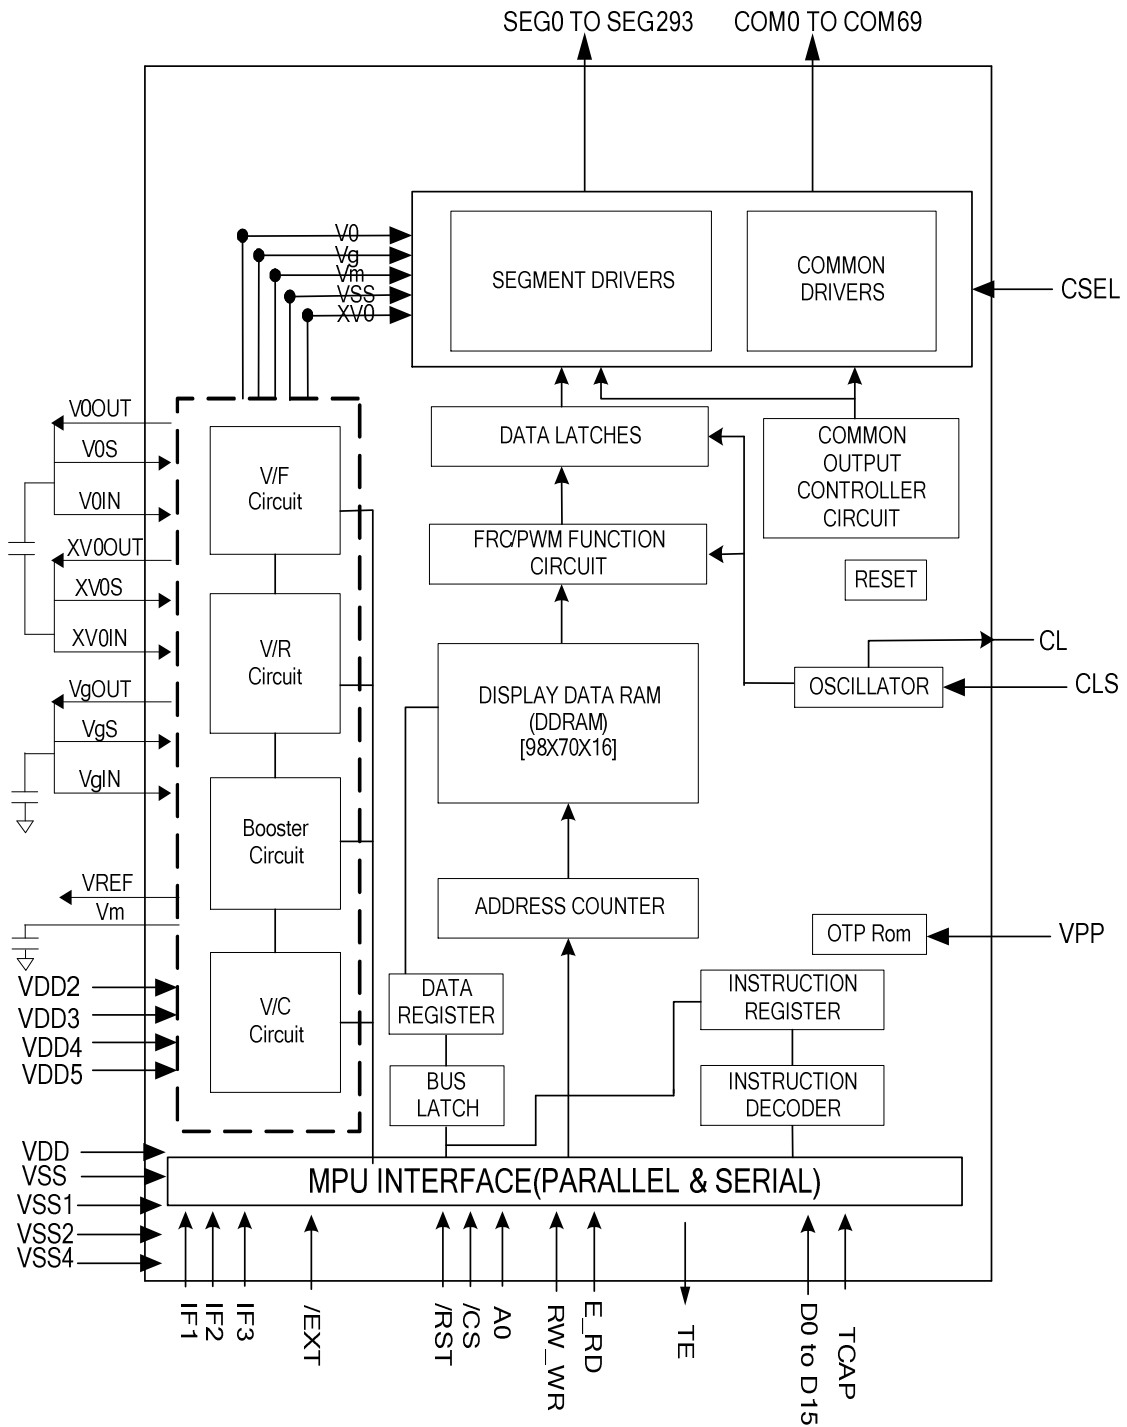 SEG0 TO SEG293
COM0 TO COM69
V0
Vg
Vm
VSS
XV0
SEGMENT DRIVERS
COMMON
DRIVERS
CSEL
V0OUT
V0S
V0IN
XV0OUT
XV0S
XV0IN
VgOUT
VgS
VgIN
VREF
Vm
VDD2
VDD3
VDD4
VDD5
V/F
Circuit
V/R
Circuit
Booster
Circuit
V/C
Circuit
DATA LATCHES
COMMON
OUTPUT
CONTROLLER
CIRCUIT
FRC/PWM FUNCTION
CIRCUIT
RESET
CL
DISPLAY DATA RAM
(DDRAM)
[98X70X16]
OSCILLATOR
CLS
ADDRESS COUNTER
OTP Rom
VPP
DATA
REGISTER
INSTRUCTION
REGISTER
BUS
LATCH
INSTRUCTION
DECODER
VDD
VSS
VSS1
VSS2
VSS4
MPU INTERFACE(PARALLEL & SERIAL)
IF1
IF2
IF3
/EXT
/RST
/CS
A0
RW_WR
E_RD
TE
D0 to D15
TCAP